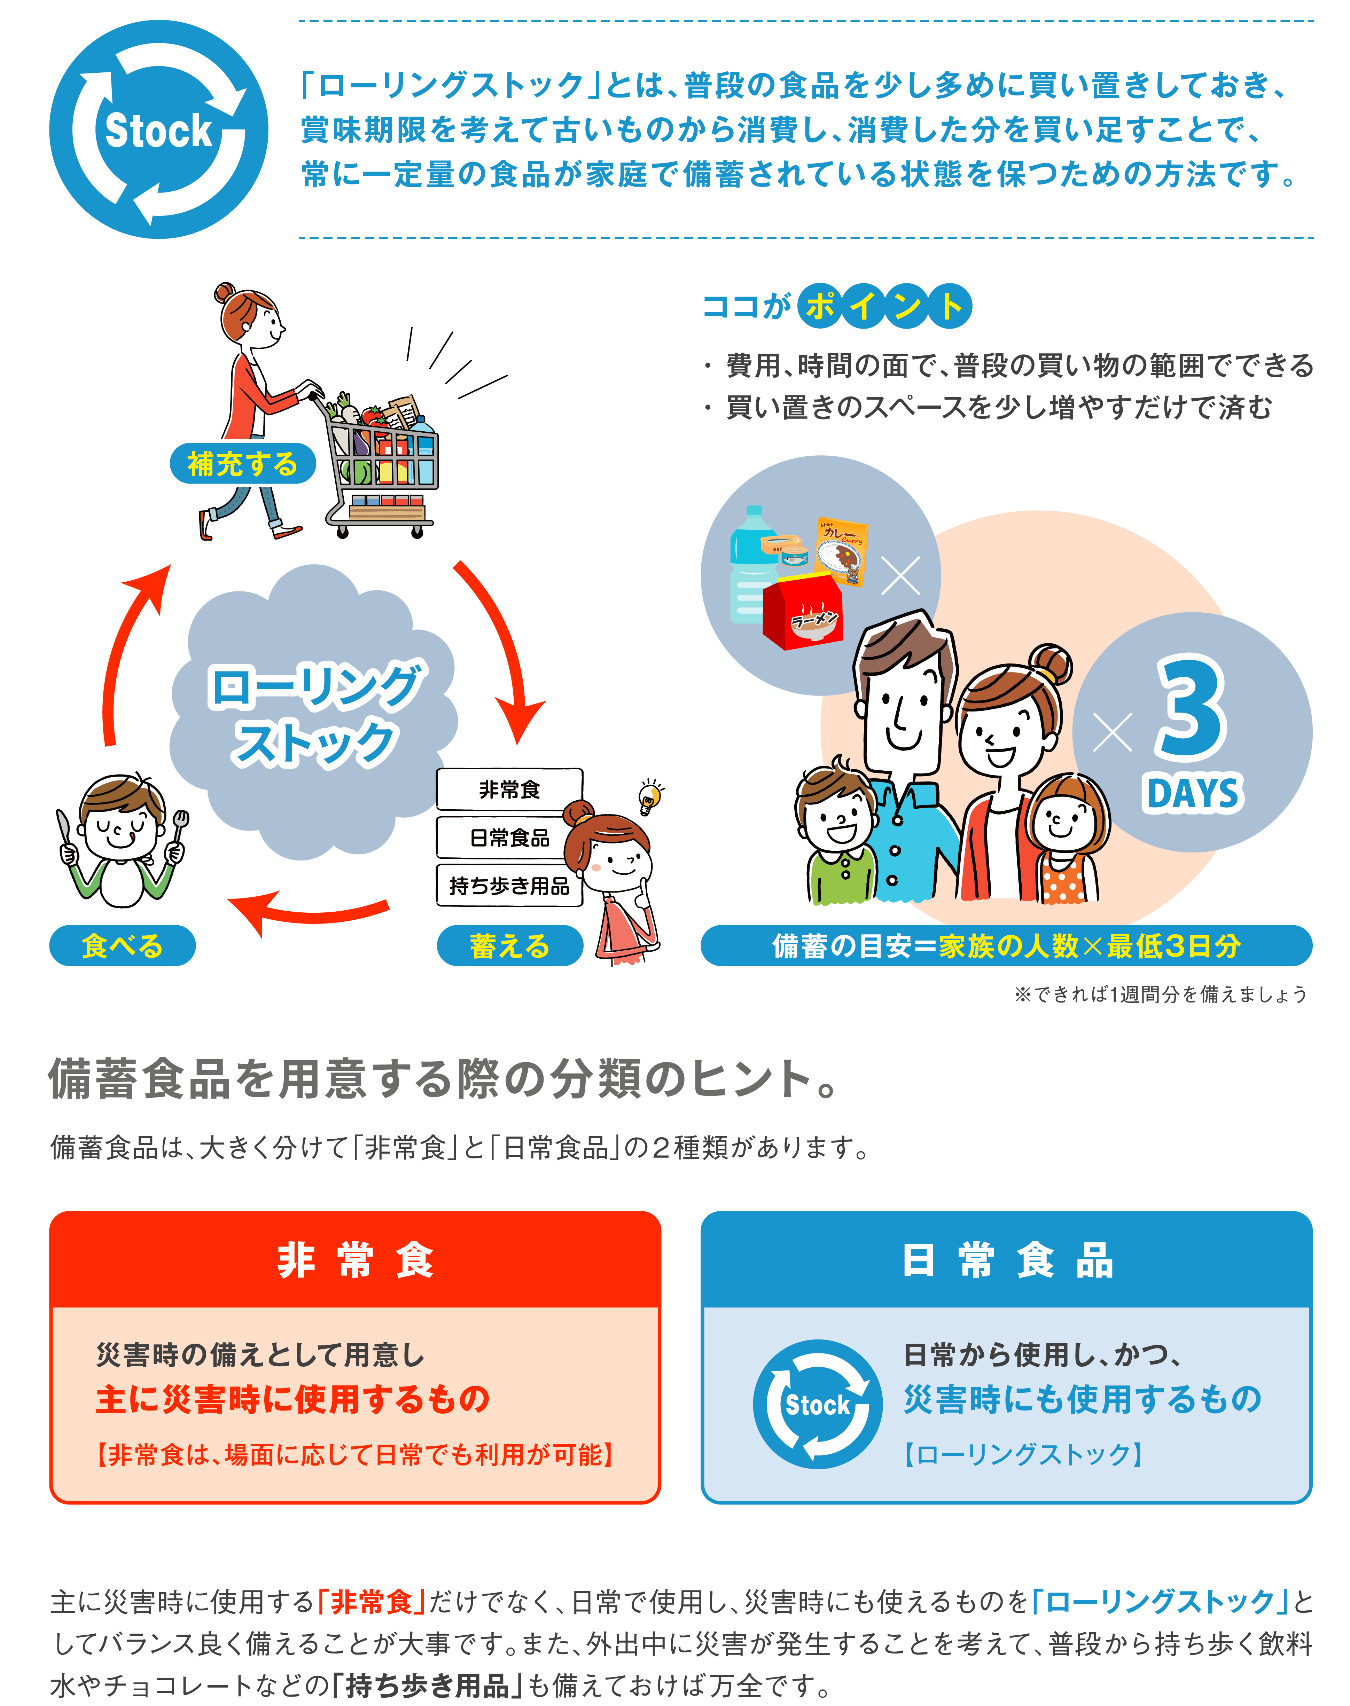 Stock
「ローリングストック」とは、普段の食品を少し多めに買い置きしておき、
賞味期限を考えて古いものから消費し、消費した分を買い足すことで、
常に一定量の食品が家庭で備蓄されている状態を保つための方法です。
補充する
ローリング
ストック
非常食
日常食品
持ち歩き用品
食べる
蓄える
ココがポイント
・費用、時間の面で、普段の買い物の範囲でできる
・買い置きのスペースを少し増やすだけで済む
カレー
Curry
ラーメン
×
×3
DAYS
備蓄の目安＝家族の人数×最低3日分
※できれば1週間分を備えましょう
備蓄食品を用意する際の分類のヒント。
備蓄食品は、大きく分けて「非常食」と「日常食品」の２種類があります。
非常食
災害時の備えとして用意し
主に災害時に使用するもの
【非常食は、場面に応じて日常でも利用が可能】
日常食品
Stock
日常から使用し、かつ、
災害時にも使用するもの
【ローリングストック】
主に災害時に使用する「非常食」だけでなく、日常で使用し、災害時にも使えるものを「ローリングストック」と
してバランス良く備えることが大事です。また、外出中に災害が発生することを考えて、普段から持ち歩く飲料
水やチョコレートなどの「持ち歩き用品」も備えておけば万全です。